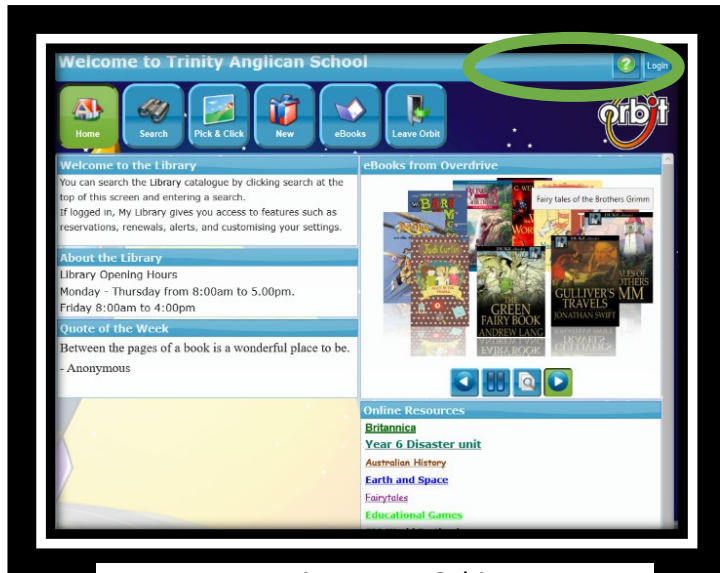 Welcome to Trinity Anglican School
?
Login
Home
Search
Pick & Click
New
eBooks
Leave Orbit
orbit
Welcome to the Library
You can search the Library catalogue by clicking search at the
top of this screen and entering a search.
If logged in, My Library gives you access to features such as
reservations, renewals, alerts, and customising your settings.
About the Library
Library Opening Hours
Monday - Thursday from 8:00am to 5.00pm.
Friday 8:00am to 4:00pm
Quote of the Week
Between the pages of a book is a wonderful place to be.
- Anonymous
eBooks from Overdrive
Fairy tales of the Brothers Grimm
Judi Curtin
THE
GREEN
FAIRY BOOK
ANDREW LANG
GULLIVER'S
TRAVELS
JONATHAN SWIFT
Online Resources
Britannica
Year 6 Disaster unit
Australian History
Earth and Space
Fairytales
Educational Games